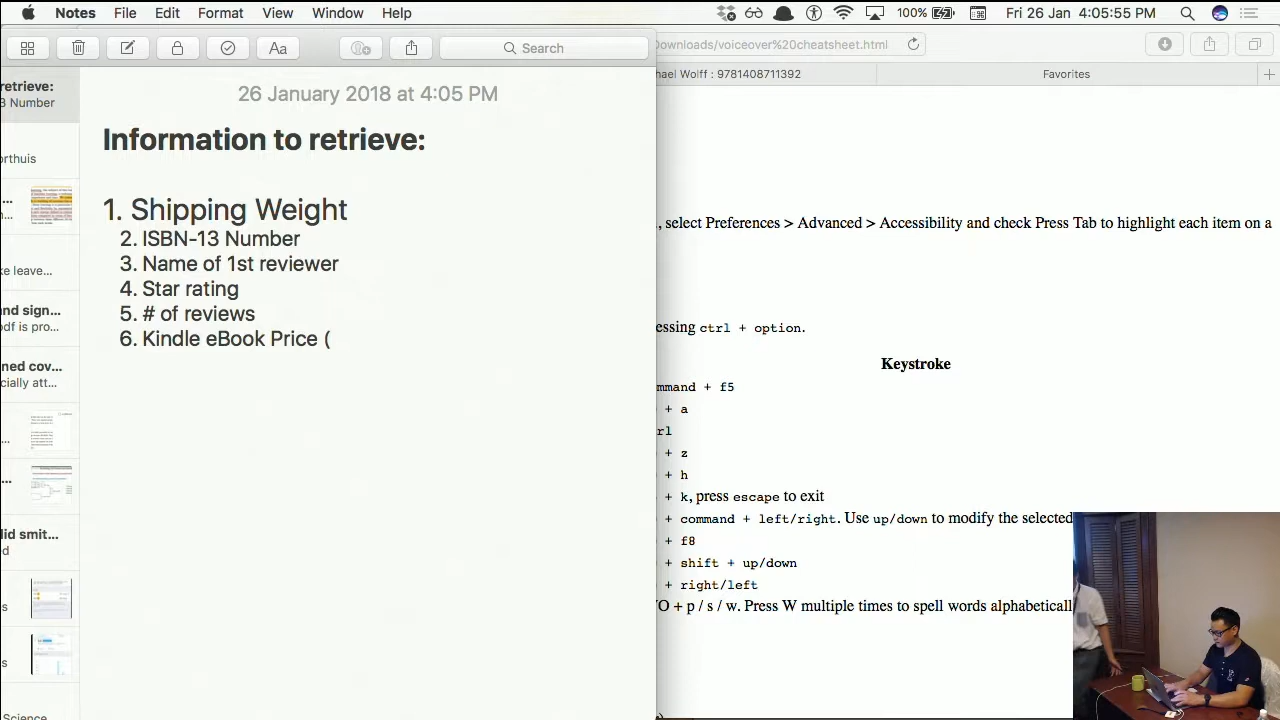 Notes File Edit Format View Window Help
100% Fri 26 Jan 4:05:55 PM
Aa Search
ownloads/voiceover%20cheatsheet.html
ael Wolff : 9781408711392 Favorites
retrieve:
3 Number
orthuis
...
...
ke leave...
and sign...
odf is pro...
ned cov...
cially att...
...
...
lid smit...
d
s
s
Science
26 January 2018 at 4:05 PM
Information to retrieve:
1. Shipping Weight
2. ISBN-13 Number
3. Name of 1st reviewer
4. Star rating
5. # of reviews
6. Kindle eBook Price (
, select Preferences > Advanced > Accessibility and check Press Tab to highlight each item on a
essing ctrl + option.
Keystroke
mmand + f5
+ a
rl
+ z
+ h
+ k, press escape to exit
+ command + left/right. Use up/down to modify the selected
+ f8
+ shift + up/down
+ right/left
O + p / s / w. Press W multiple times to spell words alphabeticall